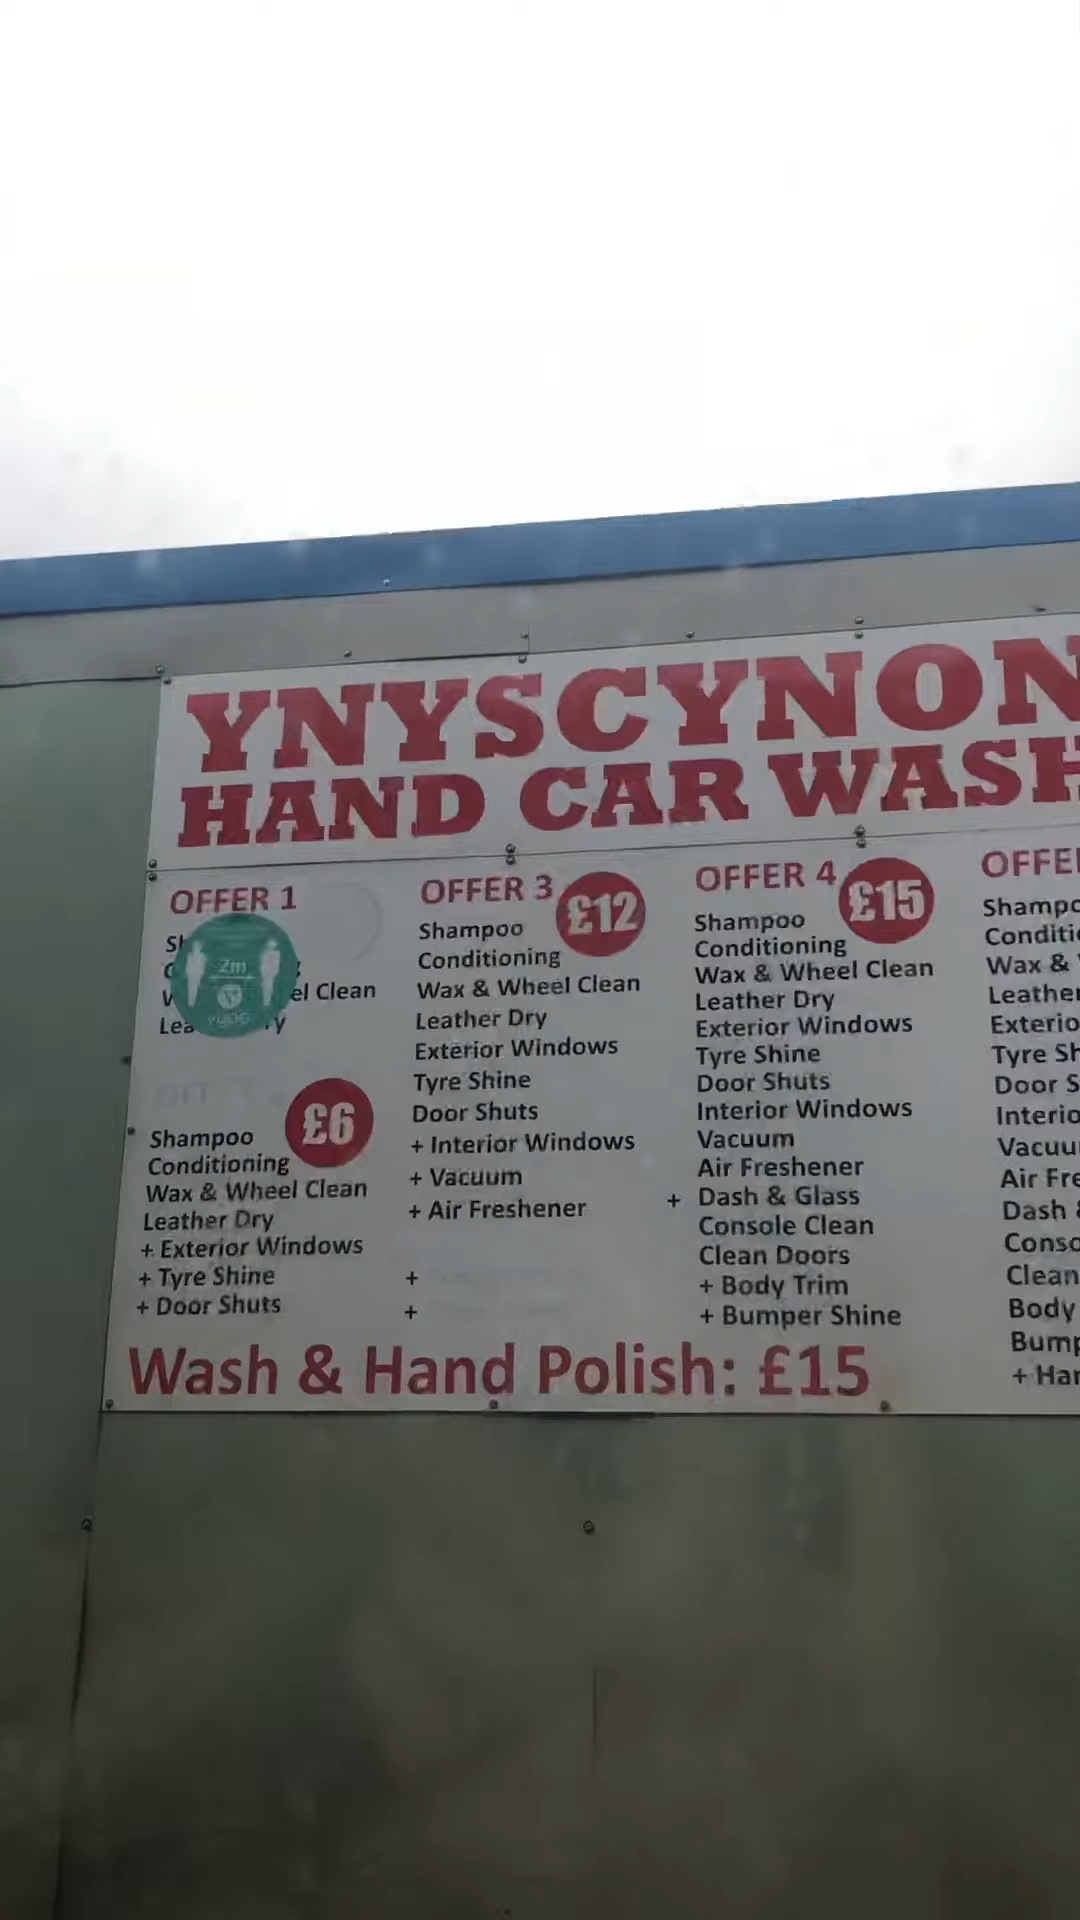 YNYSCYNON
HAND CAR WASH
OFFER 1
2m
el Clean
£6
Shampoo
Conditioning
Wax & Wheel Clean
Leather Dry
+ Exterior Windows
+ Tyre Shine
+ Door Shuts
OFFER 3
£12
Shampoo
Conditioning
Wax & Wheel Clean
Leather Dry
Exterior Windows
Tyre Shine
Door Shuts
+ Interior Windows
+ Vacuum
+ Air Freshener
+
+
OFFER 4
£15
Shampoo
Conditioning
Wax & Wheel Clean
Leather Dry
Exterior Windows
Tyre Shine
Door Shuts
Interior Windows
Vacuum
Air Freshener
+ Dash & Glass
Console Clean
Clean Doors
+ Body Trim
+ Bumper Shine
OFFE
Shampo
Conditi
Wax &
Leather
Exterio
Tyre Sh
Door S
Interio
Vacuu
Air Fre
Dash &
Conso
Clean
Body
Bump
+ Har
Wash & Hand Polish: £15